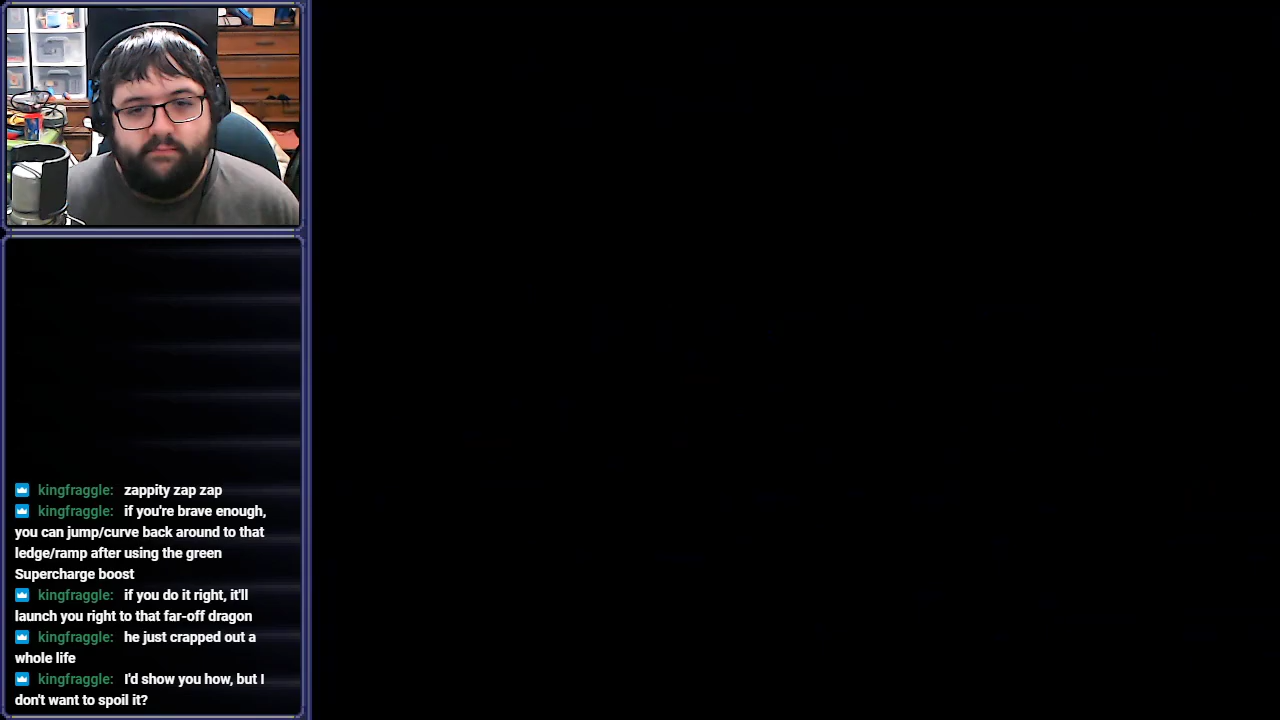 kingfraggle: zappity zap zap
kingfraggle: if you're brave enough,
you can jump/curve back around to that
ledge/ramp after using the green
Supercharge boost
kingfraggle: if you do it right, it'll
launch you right to that far-off dragon
kingfraggle: he just crapped out a
whole life
kingfraggle: I'd show you how, but I
don't want to spoil it?